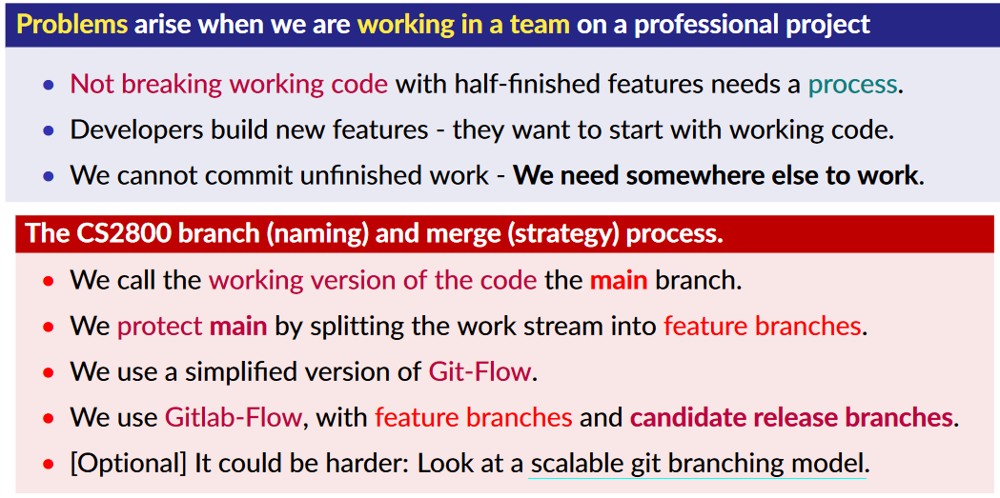 Problems arise when we are working in a team on a professional project
• Not breaking working code with half-finished features needs a process.
• Developers build new features - they want to start with working code.
• We cannot commit unfinished work - We need somewhere else to work.
The CS2800 branch (naming) and merge (strategy) process.
• We call the working version of the code the main branch.
• We protect main by splitting the work stream into feature branches.
• We use a simplified version of Git-Flow.
• We use Gitlab-Flow, with feature branches and candidate release branches.
• [Optional] It could be harder: Look at a scalable git branching model.